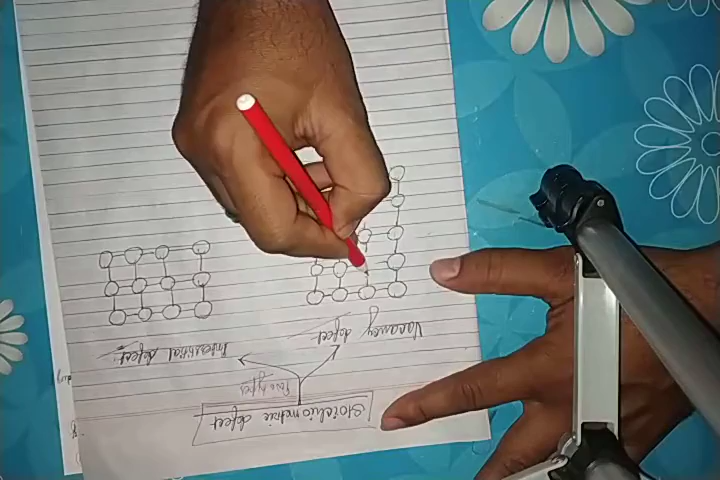 Stoichiometric defect
Two types
Vacancy defect
Interstitial defect